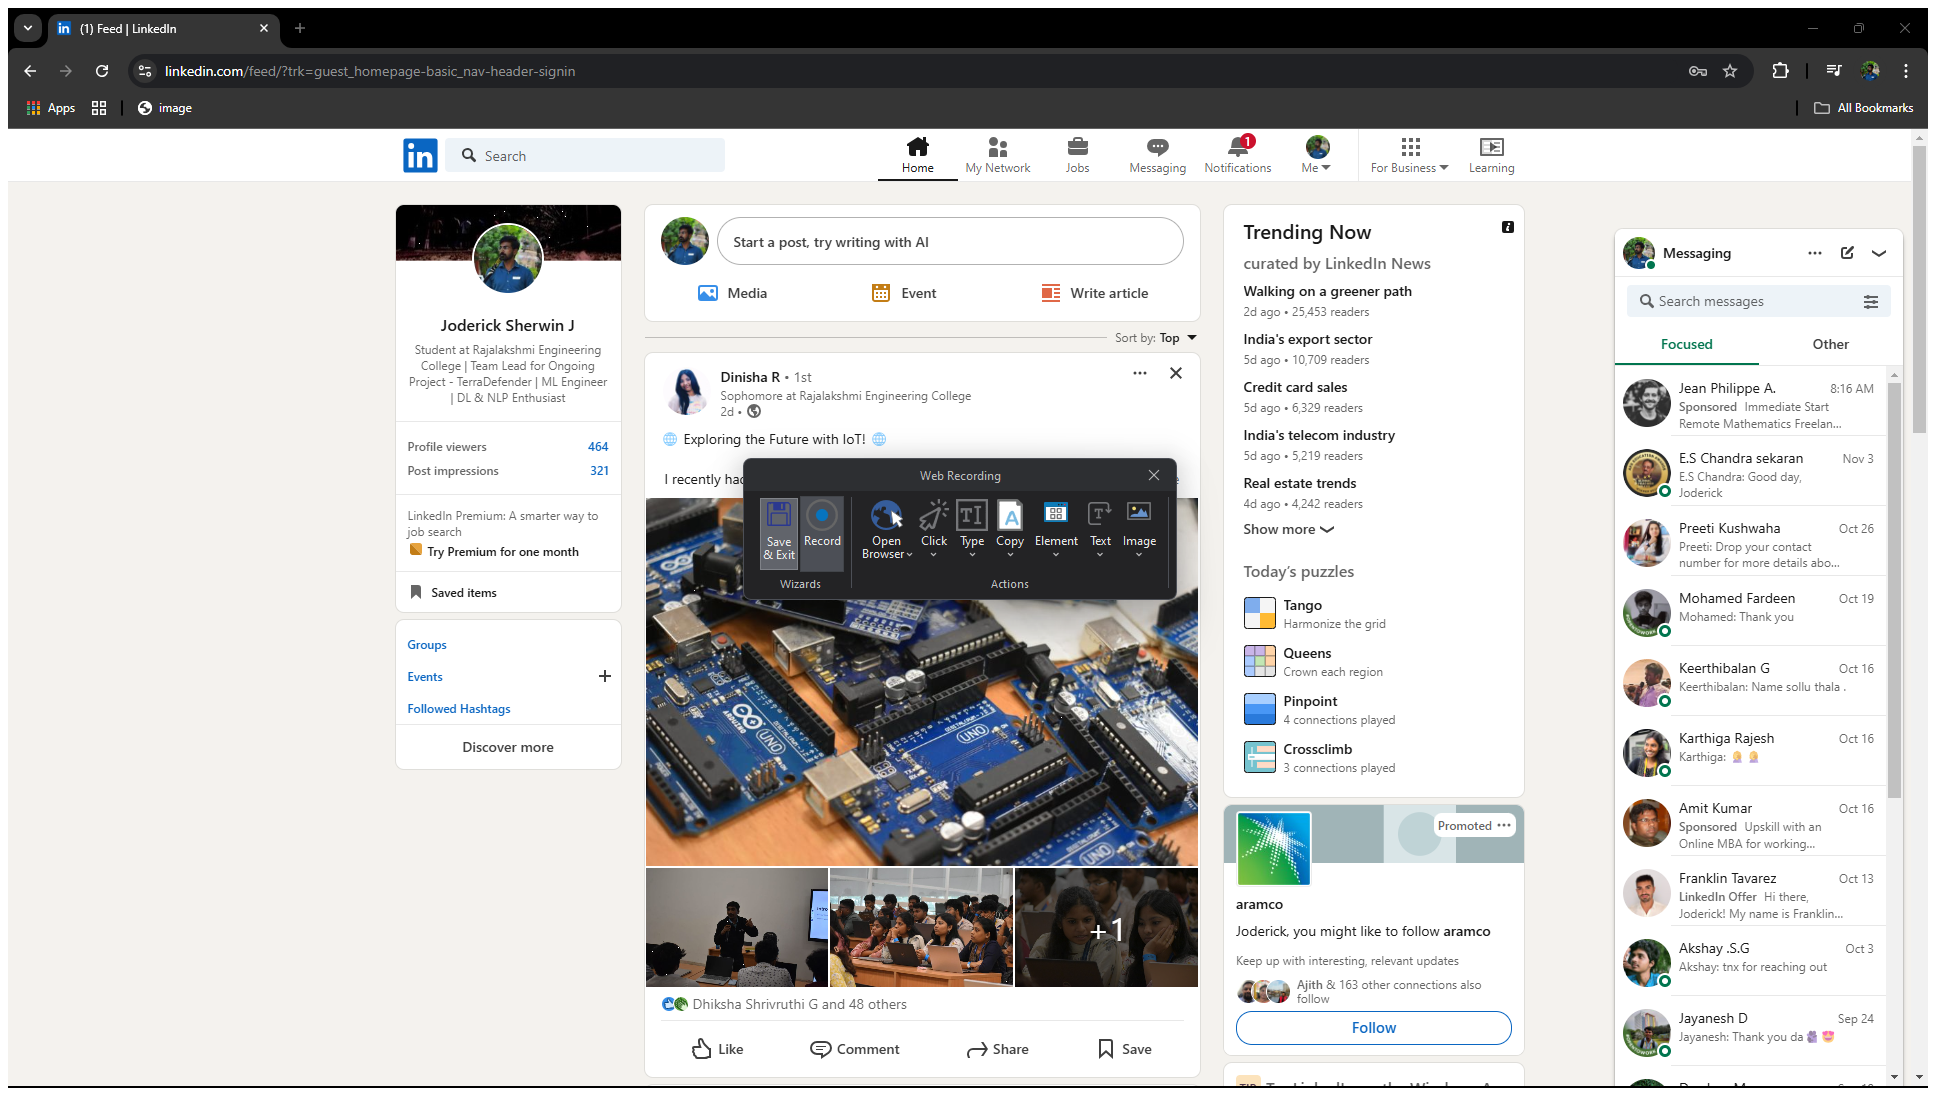 (1) Feed | LinkedIn
linkedin.com/feed/?trk=guest_homepage-basic_nav-header-signin
Apps
image
All Bookmarks
in
Search
Home
My Network
Jobs
Messaging
1
Notifications
Me
For Business
Learning
Joderick Sherwin J
Student at Rajalakshmi Engineering
College | Team Lead for Ongoing
Project - TerraDefender | ML Engineer
| DL & NLP Enthusiast
Profile viewers 464
Post impressions 321
LinkedIn Premium: A smarter way to
job search
Try Premium for one month
Saved items
Groups
Events
Followed Hashtags
Discover more
Start a post, try writing with AI
Media
Event
Write article
Sort by: Top
Dinisha R • 1st
Sophomore at Rajalakshmi Engineering College
2d •
Exploring the Future with IoT!
I recently had
Web Recording
Save
& Exit
Record
Open
Browser
Click
Type
Copy
Element
Text
Image
Wizards
Actions
ARDUINO
UNO
UNO
+1
Dhiksha Shrivruthi G and 48 others
Like
Comment
Share
Save
Trending Now
curated by LinkedIn News
Walking on a greener path
2d ago • 25,453 readers
India's export sector
5d ago • 10,709 readers
Credit card sales
5d ago • 6,329 readers
India's telecom industry
5d ago • 5,219 readers
Real estate trends
4d ago • 4,242 readers
Show more
Today's puzzles
Tango
Harmonize the grid
Queens
Crown each region
Pinpoint
4 connections played
Crossclimb
3 connections played
Promoted
aramco
Joderick, you might like to follow aramco
Keep up with interesting, relevant updates
Ajith & 163 other connections also
follow
Follow
Messaging
Search messages
Focused
Other
Jean Philippe A. 8:16 AM
Sponsored Immediate Start
Remote Mathematics Freelan...
E.S Chandra sekaran Nov 3
E.S Chandra: Good day,
Joderick
Preeti Kushwaha Oct 26
Preeti: Drop your contact
number for more details abo...
Mohamed Fardeen Oct 19
Mohamed: Thank you
Keerthibalan G Oct 16
Keerthibalan: Name sollu thala .
Karthiga Rajesh Oct 16
Karthiga:
Amit Kumar Oct 16
Sponsored Upskill with an
Online MBA for working...
Franklin Tavarez Oct 13
LinkedIn Offer Hi there,
Joderick! My name is Franklin...
Akshay .S.G Oct 3
Akshay: tnx for reaching out
Jayanesh D Sep 24
Jayanesh: Thank you da